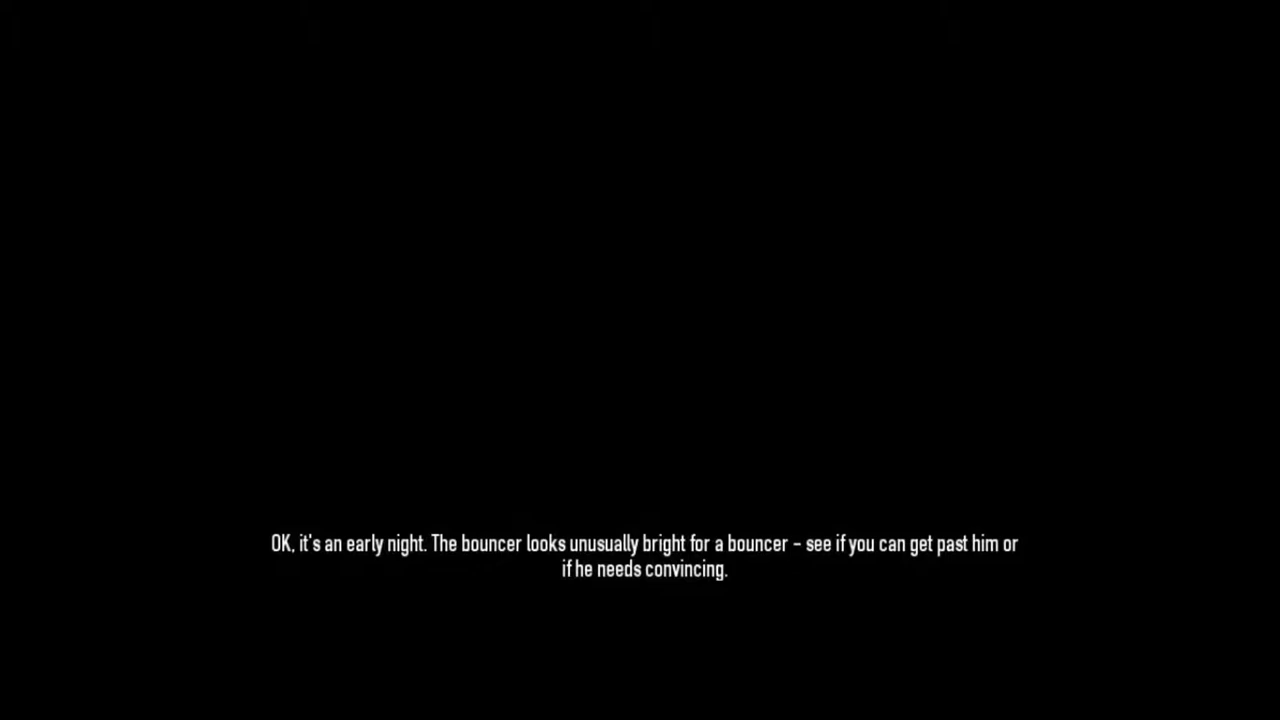 OK, it's an early night. The bouncer looks unusually bright for a bouncer - see if you can get past him or
if he needs convincing.